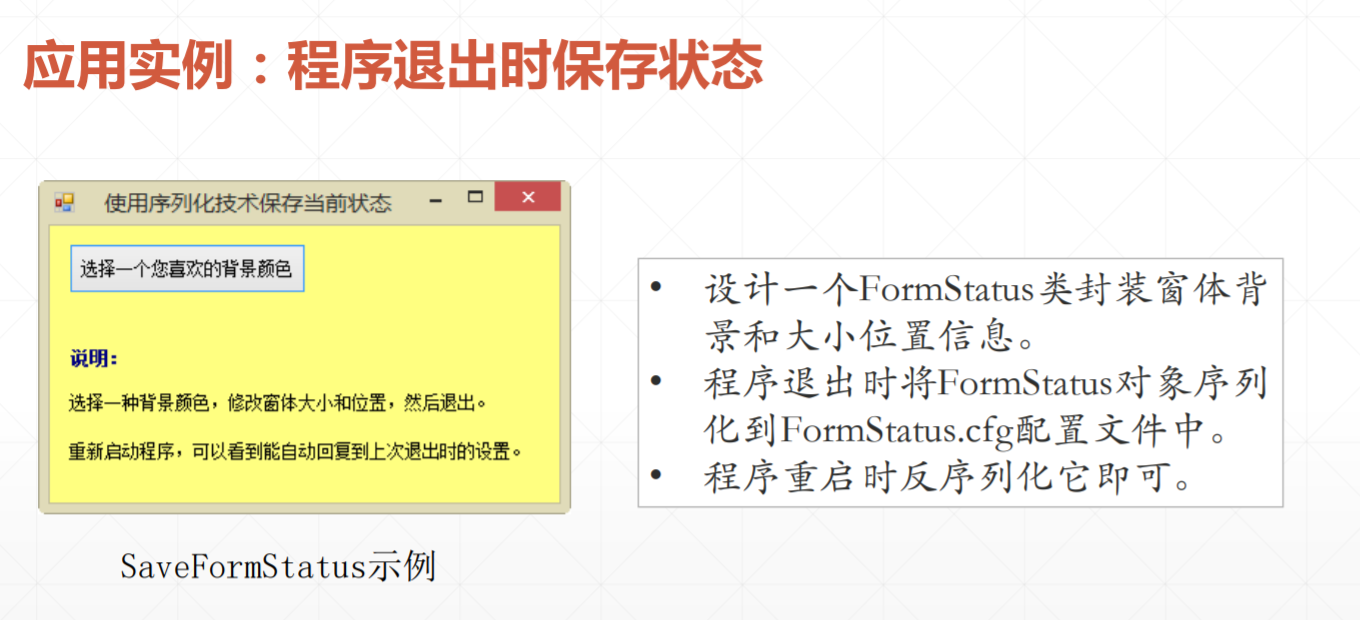 应用实例：程序退出时保存状态
使用序列化技术保存当前状态
选择一个您喜欢的背景颜色
说明：
选择一种背景颜色，修改窗体大小和位置，然后退出。
重新启动程序，可以看到能自动回复到上次退出时的设置。
SaveFormStatus示例
• 设计一个FormStatus类封装窗体背
景和大小位置信息。
• 程序退出时将FormStatus对象序列
化到FormStatus.cfg配置文件中。
• 程序重启时反序列化它即可。